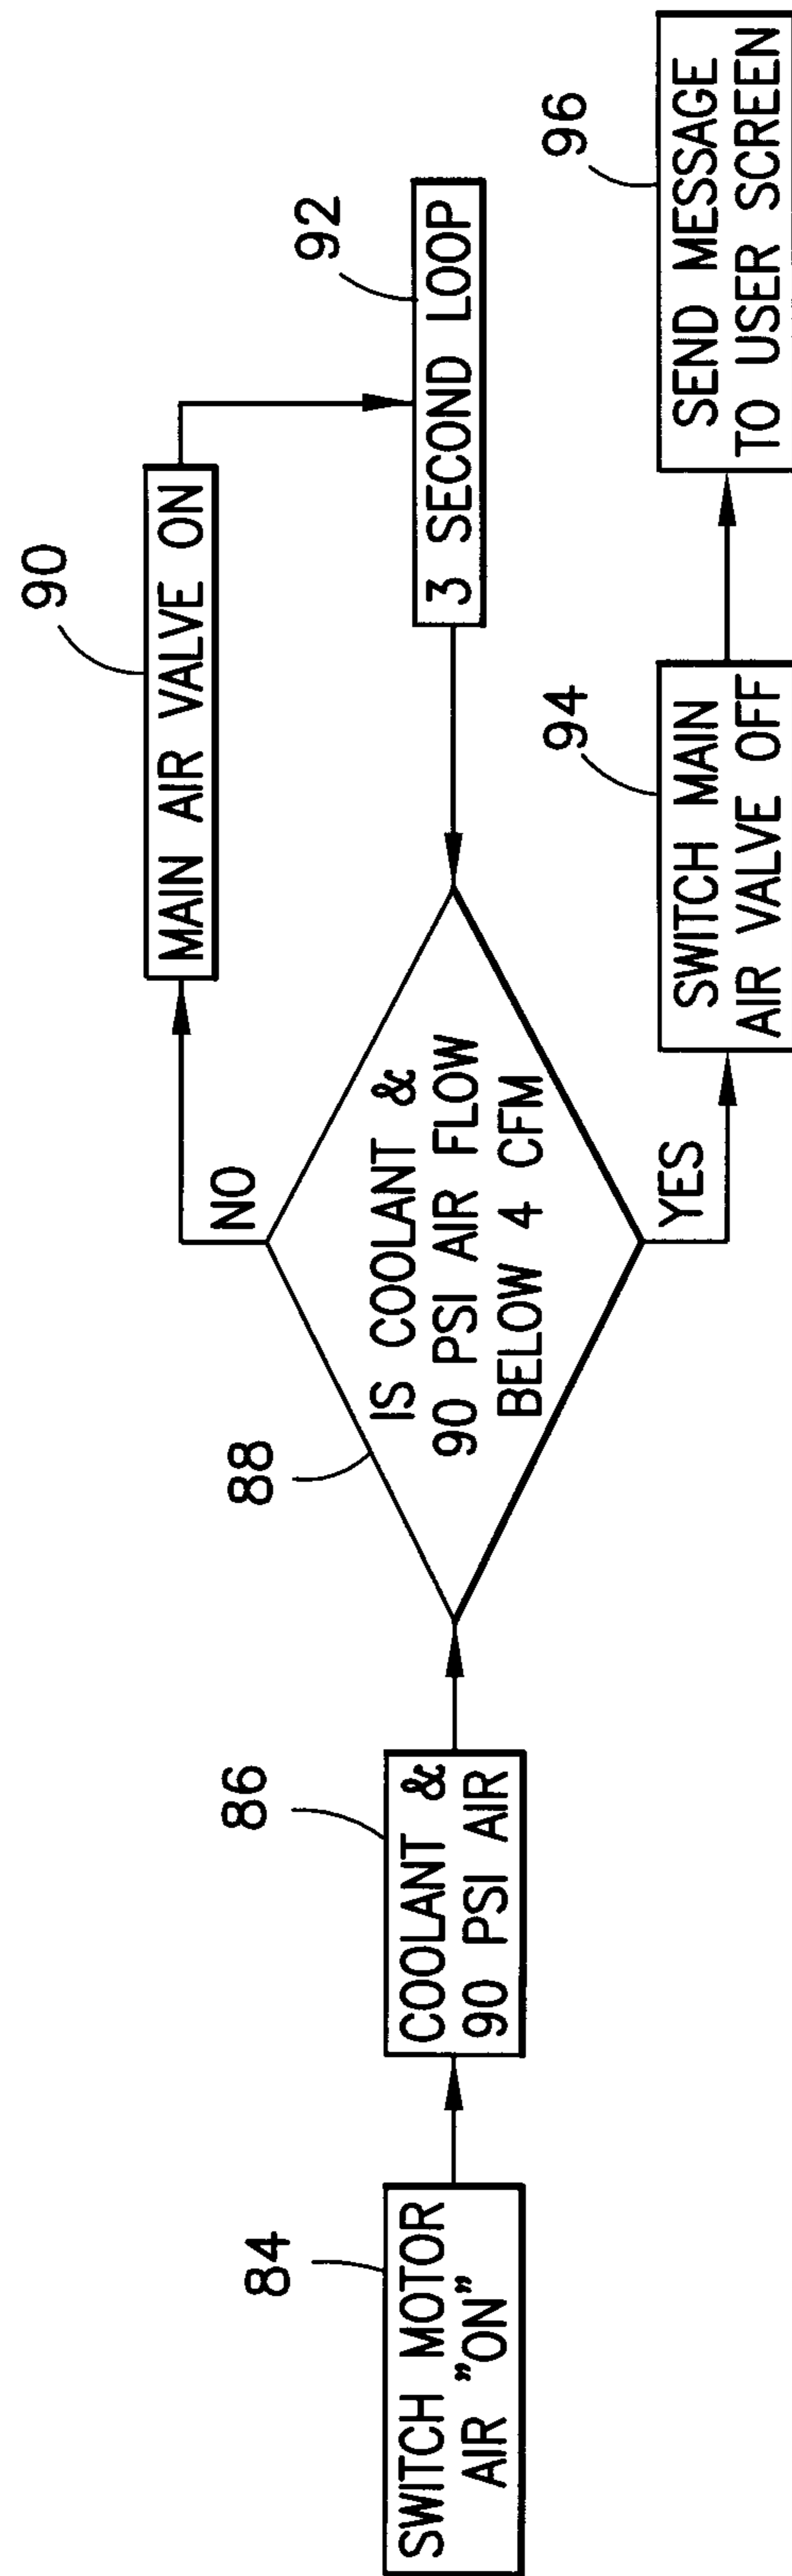 84
SWITCH MOTOR
AIR "ON"
86
COOLANT &
90 PSI AIR
88
IS COOLANT &
90 PSI AIR FLOW
BELOW 4 CFM
NO
90
MAIN AIR VALVE ON
92
3 SECOND LOOP
YES
94
SWITCH MAIN
AIR VALVE OFF
96
SEND MESSAGE
TO USER SCREEN